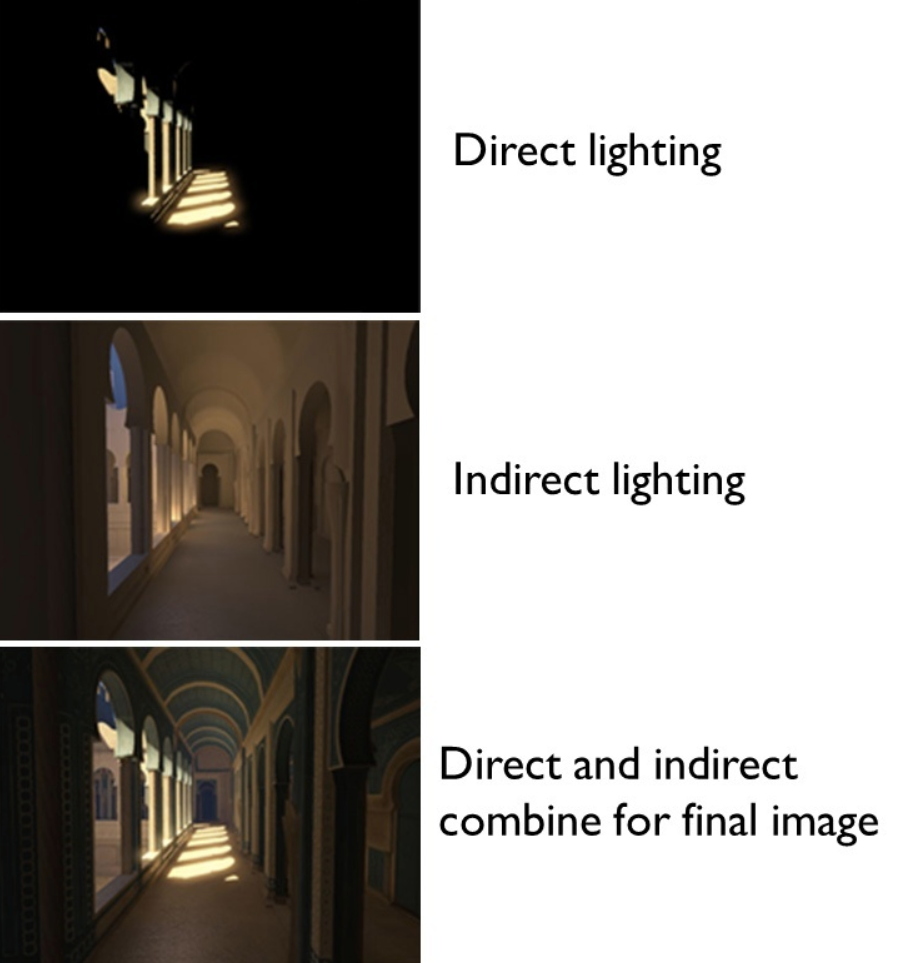 Direct lighting
Indirect lighting
Direct and indirect
combine for final image